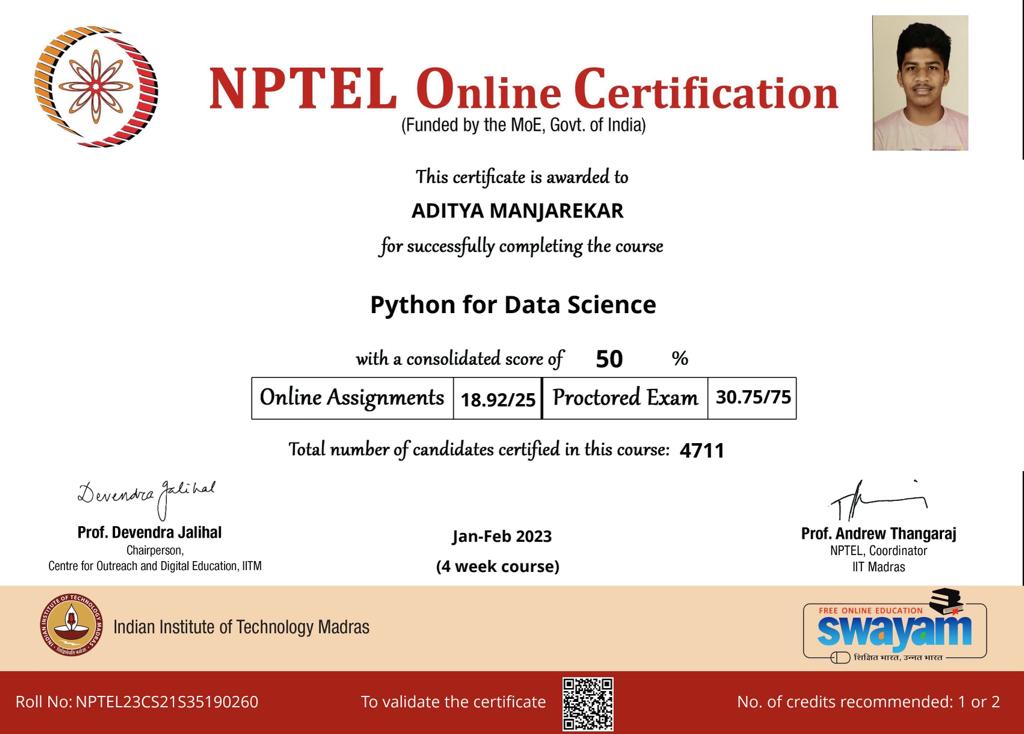 NPTEL Online Certification
(Funded by the MoE, Govt. of India)
This certificate is awarded to
ADITYA MANJAREKAR
for successfully completing the course
Python for Data Science
with a consolidated score of 50 %
Online Assignments 18.92/25 Proctored Exam 30.75/75
Total number of candidates certified in this course: 4711
Devendra Jalihal
Prof. Devendra Jalihal
Chairperson,
Centre for Outreach and Digital Education, IITM
Jan-Feb 2023
(4 week course)
Prof. Andrew Thangaraj
NPTEL, Coordinator
IIT Madras
INDIAN INSTITUTE OF TECHNOLOGY MADRAS
Indian Institute of Technology Madras
FREE ONLINE EDUCATION
swayam
शिक्षित भारत, उन्नत भारत
Roll No: NPTEL23CS21S35190260
To validate the certificate
No. of credits recommended: 1 or 2